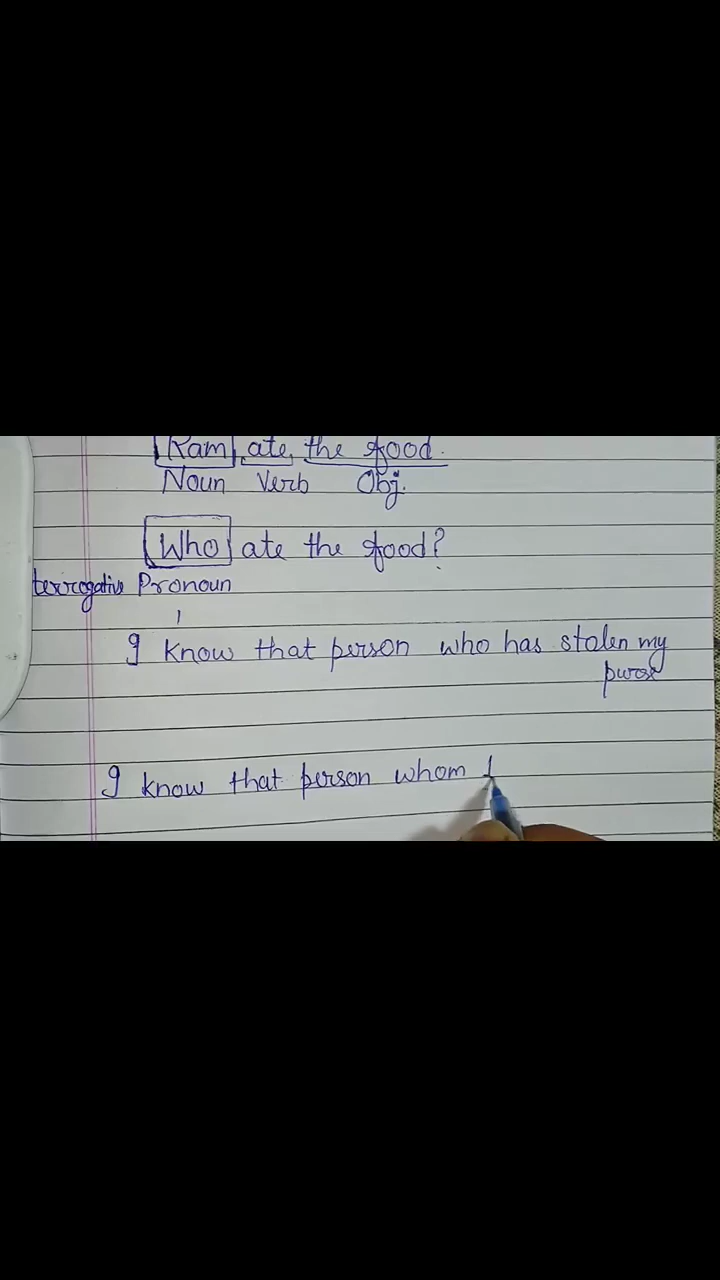 Ram ate the food.
Noun Verb Obj.
Who ate the food?
terrogative Pronoun
I know that person who has stolen my
purse
I know that person whom I